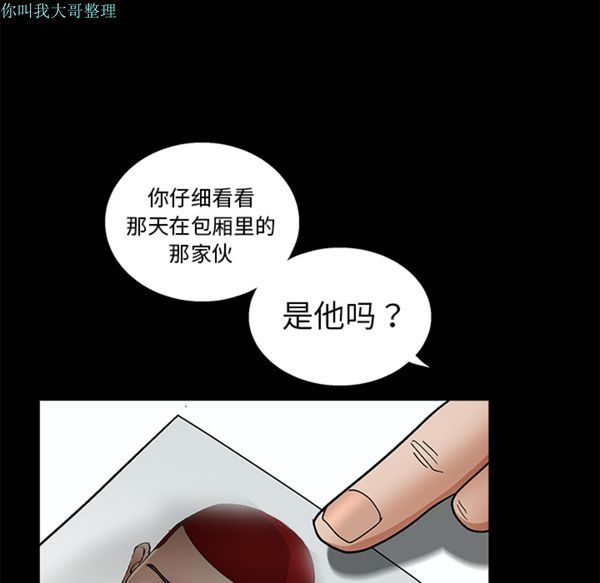 你叫我大哥整理
你仔细看看
那天在包厢里的
那家伙
是他吗？